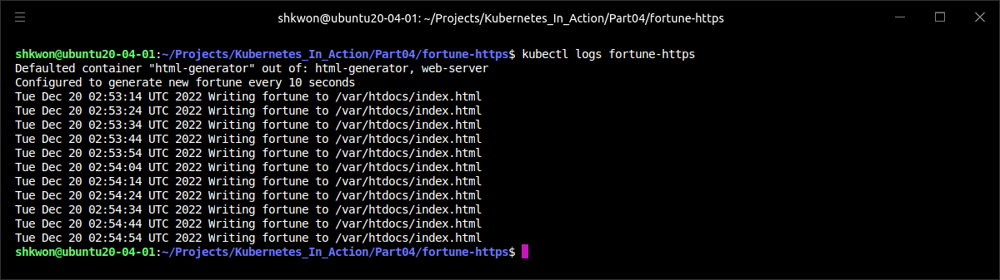 shkwon@ubuntu20-04-01: ~/Projects/Kubernetes_In_Action/Part04/fortune-https
shkwon@ubuntu20-04-01:~/Projects/Kubernetes_In_Action/Part04/fortune-https$ kubectl logs fortune-https
Defaulted container "html-generator" out of: html-generator, web-server
Configured to generate new fortune every 10 seconds
Tue Dec 20 02:53:14 UTC 2022 Writing fortune to /var/htdocs/index.html
Tue Dec 20 02:53:24 UTC 2022 Writing fortune to /var/htdocs/index.html
Tue Dec 20 02:53:34 UTC 2022 Writing fortune to /var/htdocs/index.html
Tue Dec 20 02:53:44 UTC 2022 Writing fortune to /var/htdocs/index.html
Tue Dec 20 02:53:54 UTC 2022 Writing fortune to /var/htdocs/index.html
Tue Dec 20 02:54:04 UTC 2022 Writing fortune to /var/htdocs/index.html
Tue Dec 20 02:54:14 UTC 2022 Writing fortune to /var/htdocs/index.html
Tue Dec 20 02:54:24 UTC 2022 Writing fortune to /var/htdocs/index.html
Tue Dec 20 02:54:34 UTC 2022 Writing fortune to /var/htdocs/index.html
Tue Dec 20 02:54:44 UTC 2022 Writing fortune to /var/htdocs/index.html
Tue Dec 20 02:54:54 UTC 2022 Writing fortune to /var/htdocs/index.html
shkwon@ubuntu20-04-01:~/Projects/Kubernetes_In_Action/Part04/fortune-https$